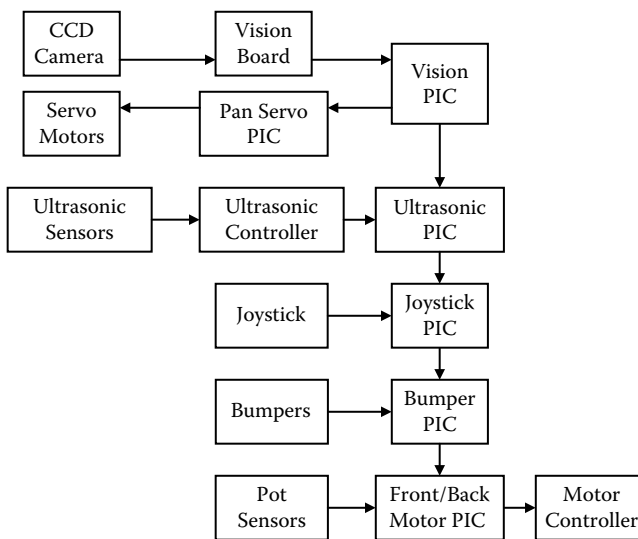 CCD
Camera
Vision
Board
Vision
PIC
Servo
Motors
Pan Servo
PIC
Ultrasonic
Sensors
Ultrasonic
Controller
Ultrasonic
PIC
Joystick
Joystick
PIC
Bumpers
Bumper
PIC
Pot
Sensors
Front/Back
Motor PIC
Motor
Controller